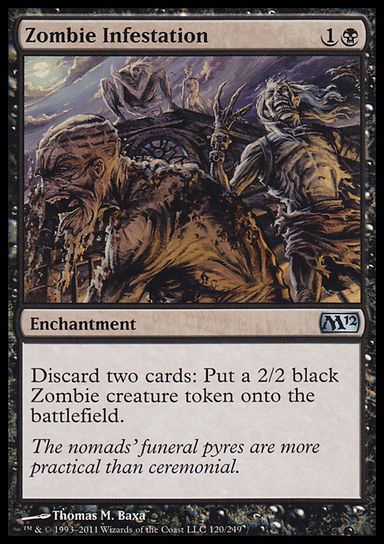 Zombie Infestation 1
Enchantment M12
Discard two cards: Put a 2/2 black
Zombie creature token onto the
battlefield.
The nomads' funeral pyres are more
practical than ceremonial.
Thomas M. Baxa
™ & © 1993–2011 Wizards of the Coast LLC 120/249